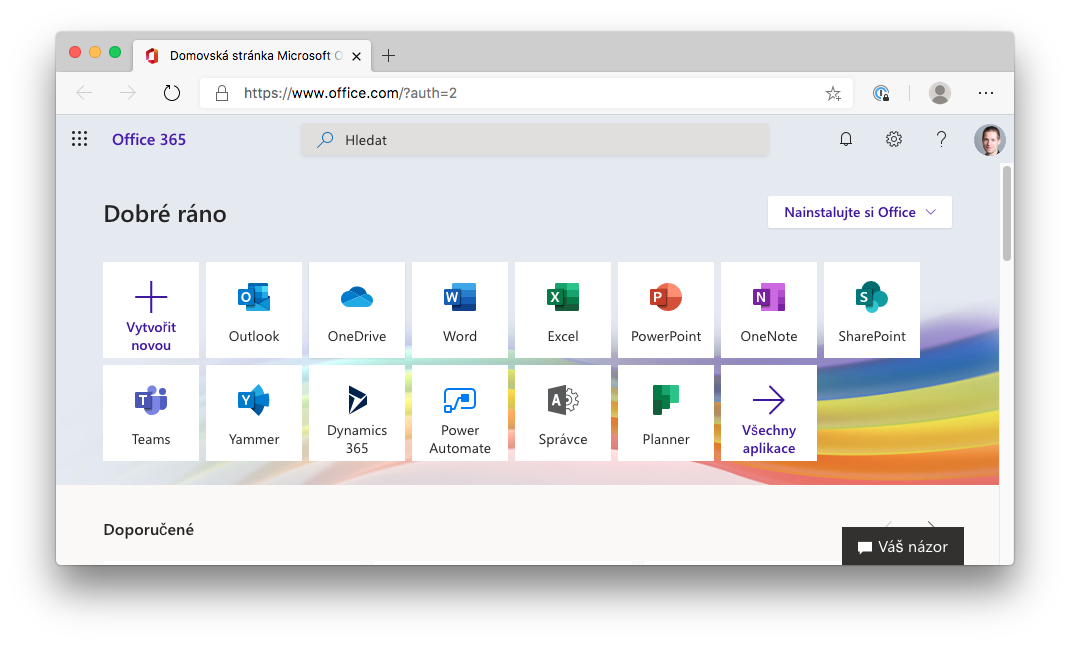 Domovská stránka Microsoft O
https://www.office.com/?auth=2
Office 365
Hledat
Dobré ráno
Nainstalujte si Office
Vytvořit
novou
Outlook
OneDrive
Word
Excel
PowerPoint
OneNote
SharePoint
Teams
Yammer
Dynamics
365
Power
Automate
Správce
Planner
Všechny
aplikace
Doporučené
Váš názor